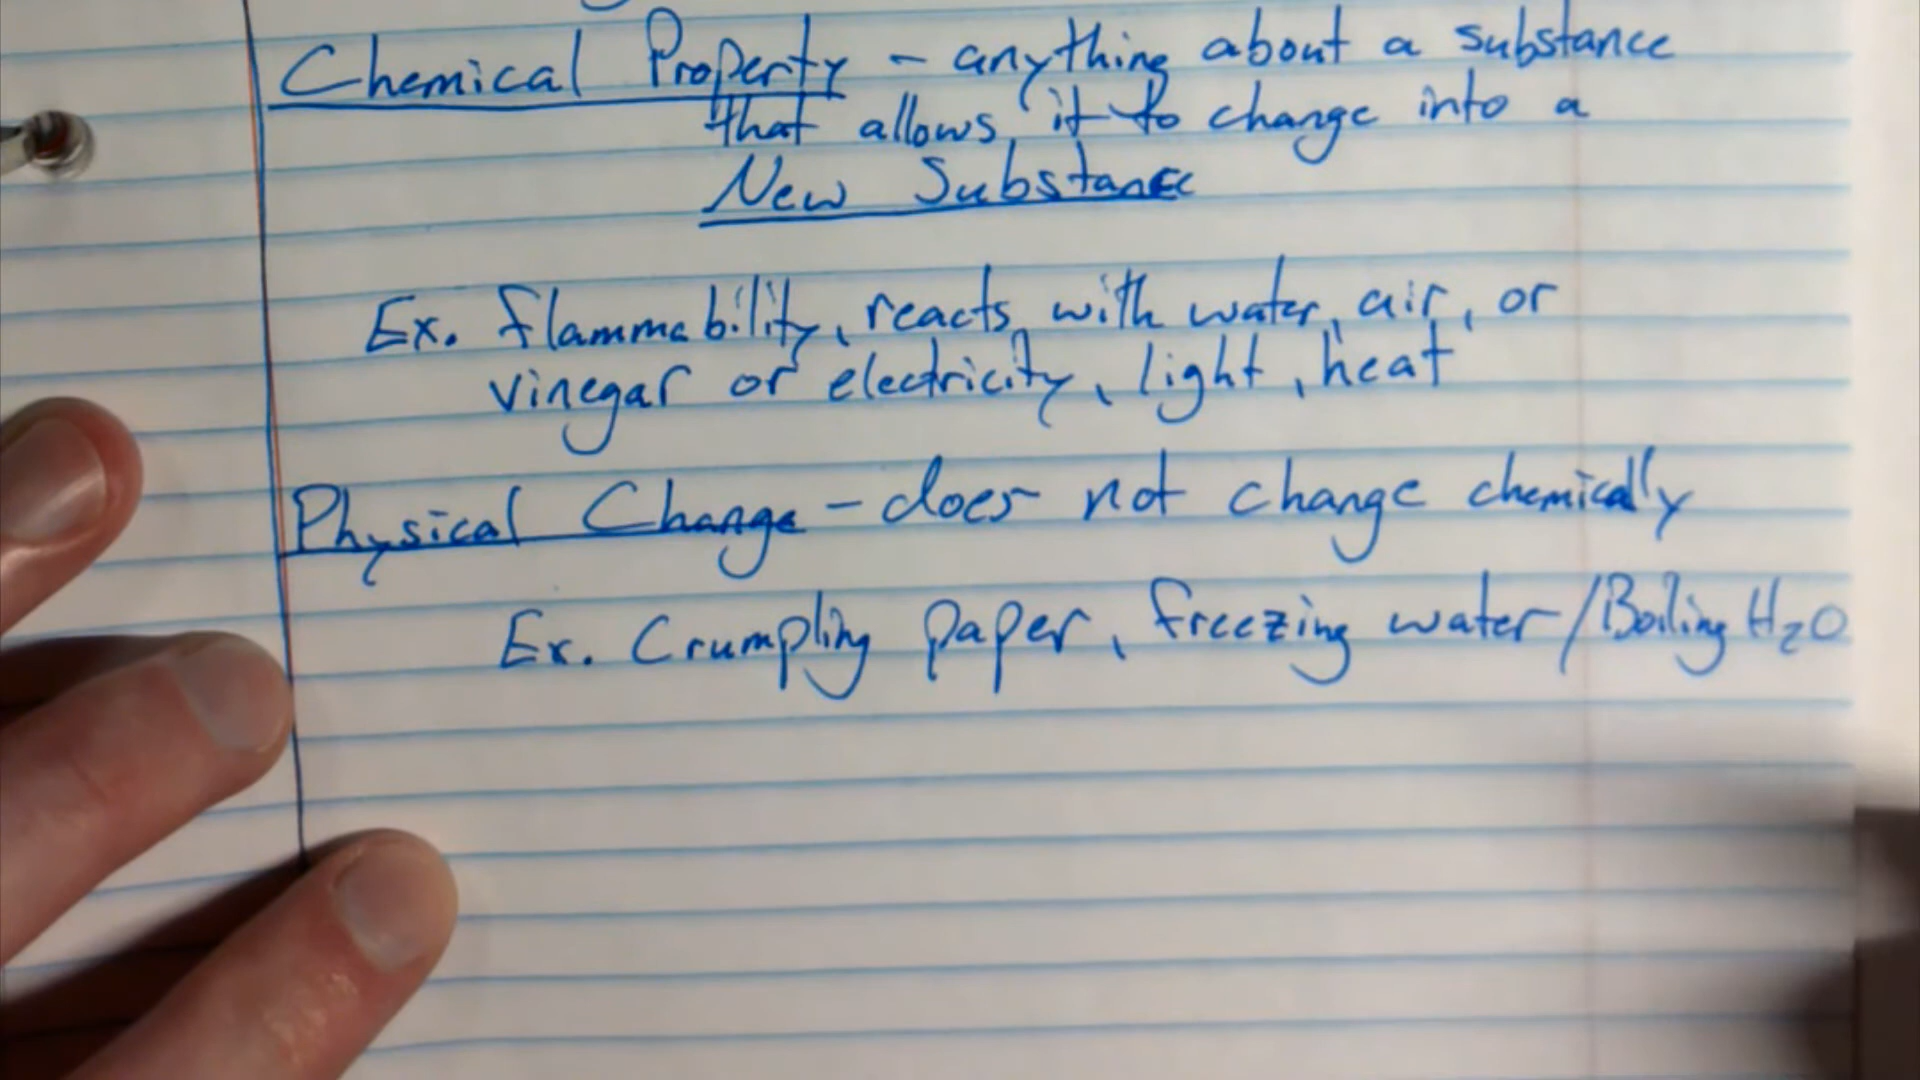 Chemical Property - anything about a substance
that allows it to change into a
New Substance
Ex. flammability, reacts with water, air, or
vinegar or electricity, light, heat
Physical Change - does not change chemically
Ex. Crumpling paper, freezing water/Boiling H₂O